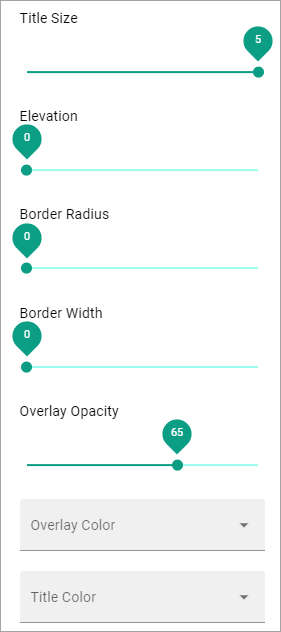 Title Size
5
Elevation
0
Border Radius
0
Border Width
0
Overlay Opacity
65
Overlay Color
Title Color